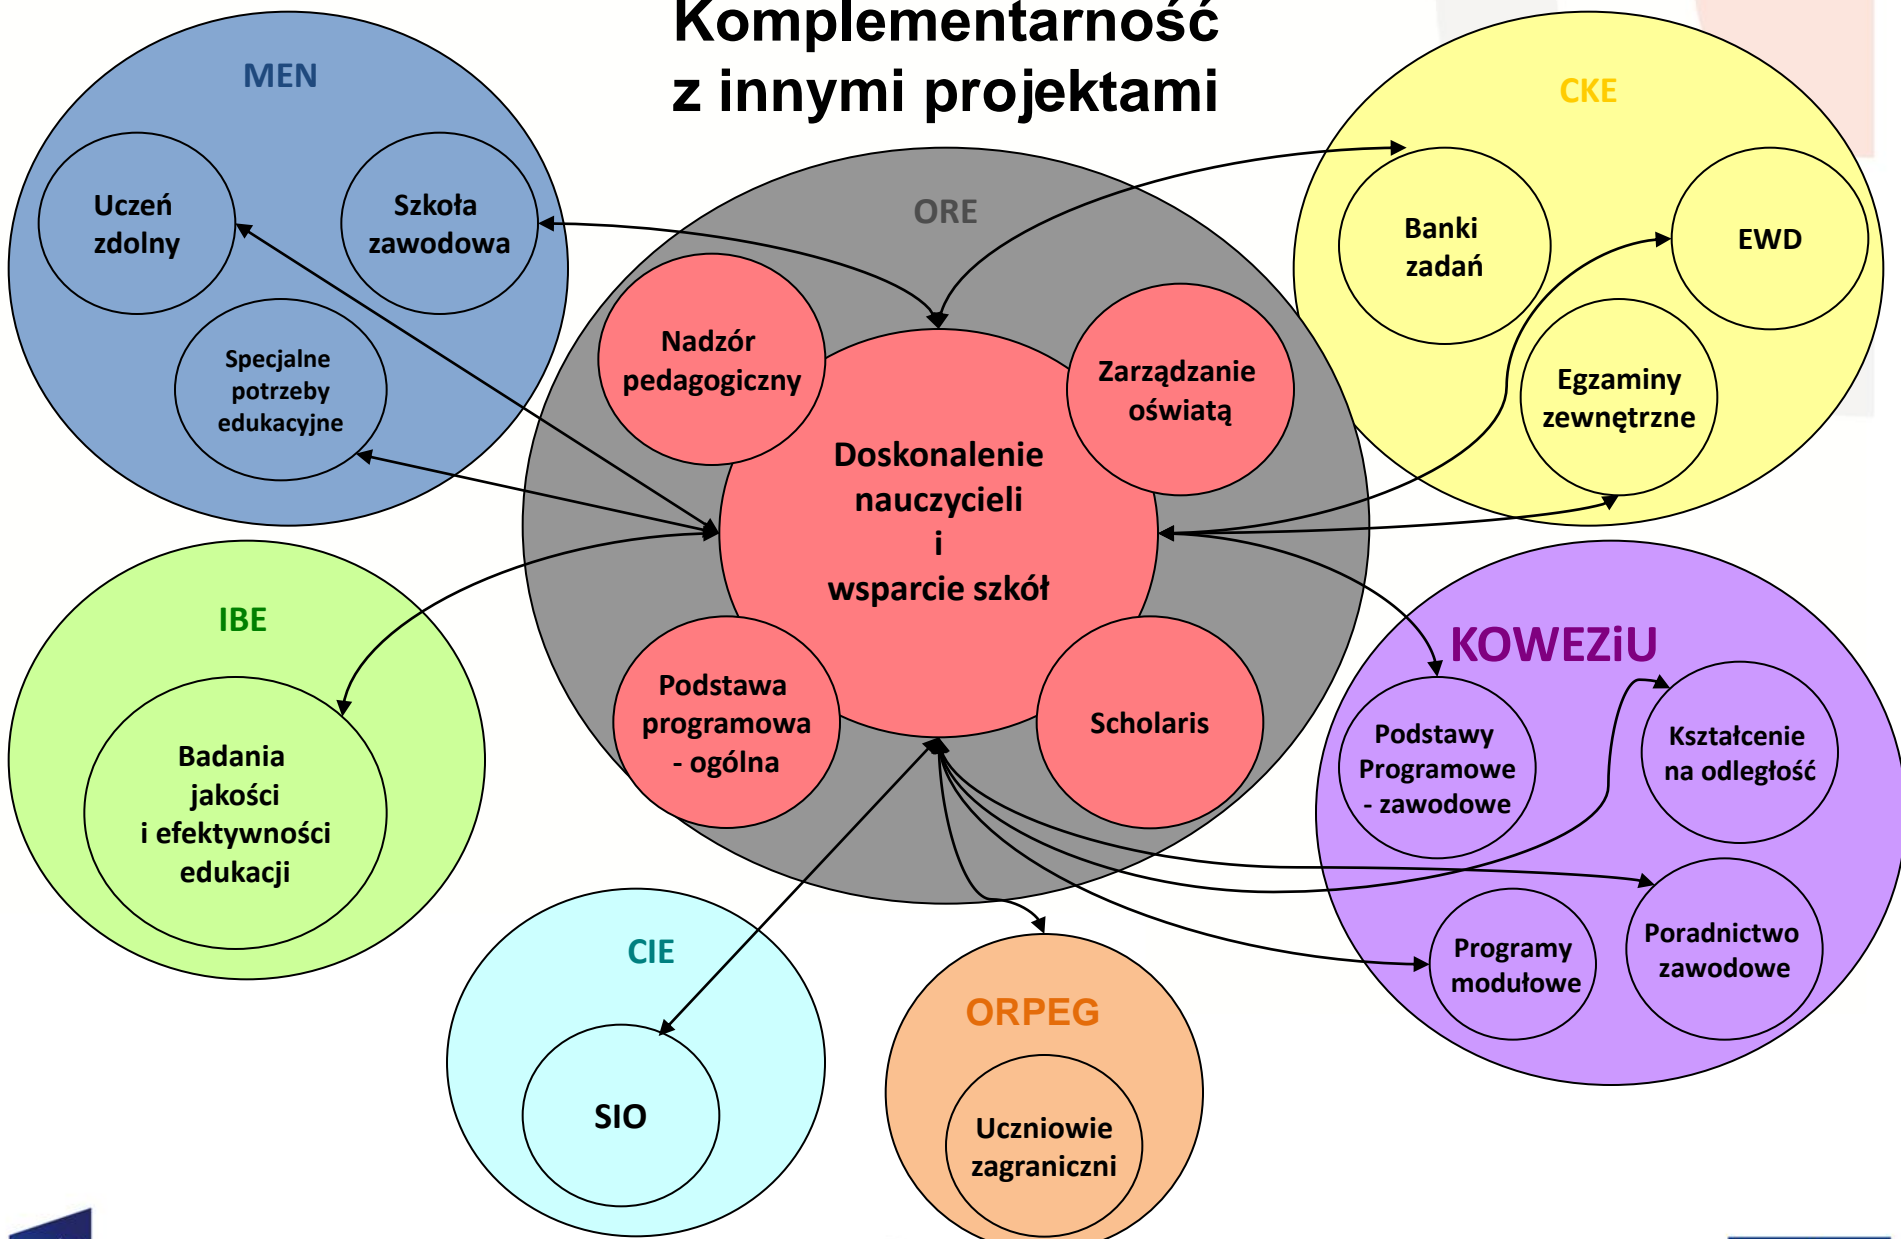 Komplementarność
z innymi projektami
MEN
Uczeń
zdolny
Szkoła
zawodowa
Specjalne
potrzeby
edukacyjne
ORE
Nadzór
pedagogiczny
Zarządzanie
oświatą
Doskonalenie
nauczycieli
i
wsparcie szkół
Podstawa
programowa
- ogólna
Scholaris
CKE
Banki
zadań
EWD
Egzaminy
zewnętrzne
IBE
Badania
jakości
i efektywności
edukacji
KOWEZiU
Podstawy
Programowe
- zawodowe
Kształcenie
na odległość
Programy
modułowe
Poradnictwo
zawodowe
CIE
SIO
ORPEG
Uczniowie
zagraniczni